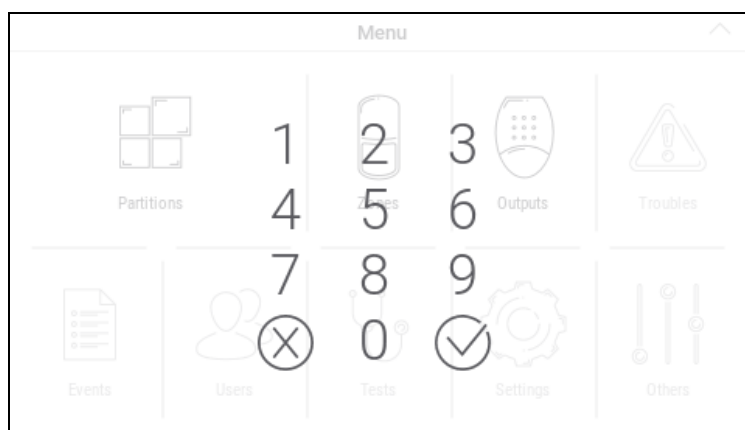 Menu
1 2 3
Partitions Zones Outputs Troubles
4 5 6
7 8 9
0
Events Users Tests Settings Others